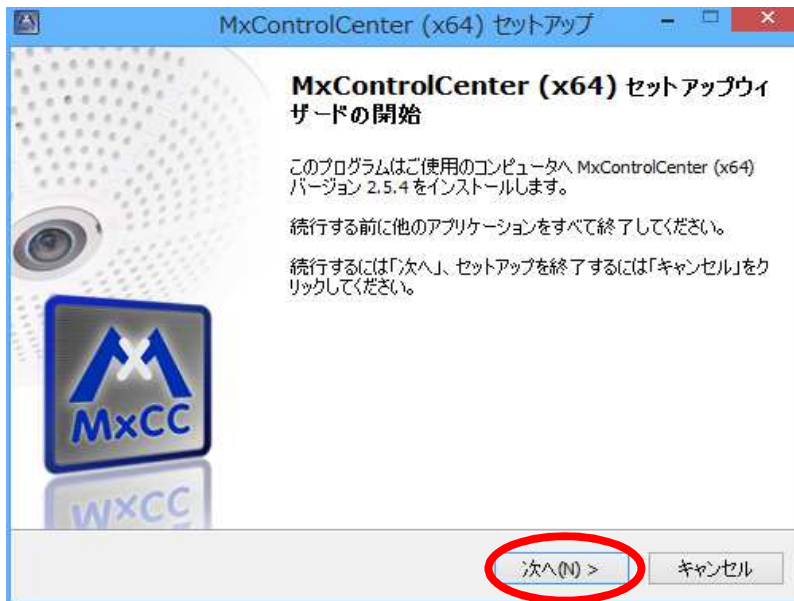 MxControlCenter (x64) セットアップ
MxControlCenter (x64) セットアップウィ
ザードの開始
このプログラムはご使用のコンピュータへ MxControlCenter (x64)
バージョン 2.5.4 をインストールします。
続行する前に他のアプリケーションをすべて終了してください。
続行するには「次へ」、セットアップを終了するには「キャンセル」をク
リックしてください。
MxCC
次へ(N) >
キャンセル